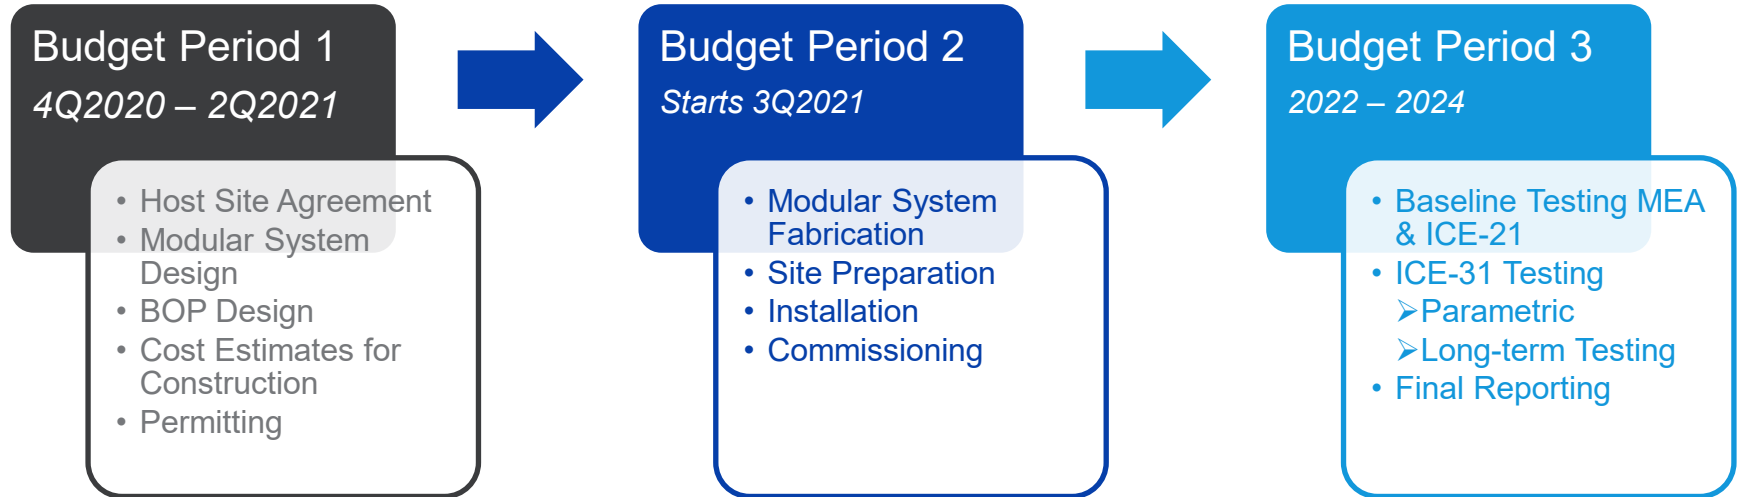 Budget Period 1
4Q2020 – 2Q2021
• Host Site Agreement
• Modular System
Design
• BOP Design
• Cost Estimates for
Construction
• Permitting
Budget Period 2
Starts 3Q2021
• Modular System
Fabrication
• Site Preparation
• Installation
• Commissioning
Budget Period 3
2022 – 2024
• Baseline Testing MEA
& ICE-21
• ICE-31 Testing
➢Parametric
➢Long-term Testing
• Final Reporting